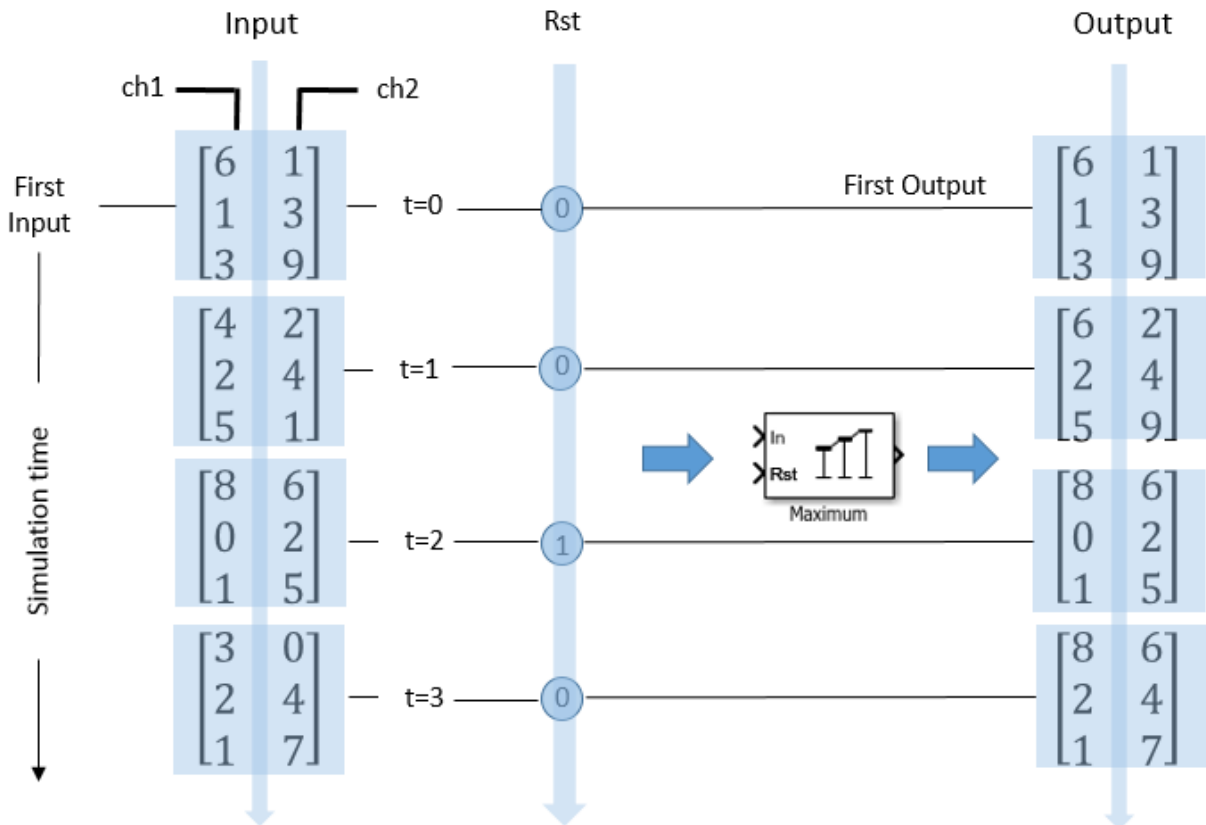 Input Rst Output
ch1 ch2
First Input
t=0 0 First Output
[6 1
1 3
3 9]
[6 1
1 3
3 9]
t=1 0
[4 2
2 4
5 1]
[6 2
2 4
5 9]
In
Rst
Maximum
Simulation time
t=2 1
[8 6
0 2
1 5]
[8 6
0 2
1 5]
t=3 0
[3 0
2 4
1 7]
[8 6
2 4
1 7]